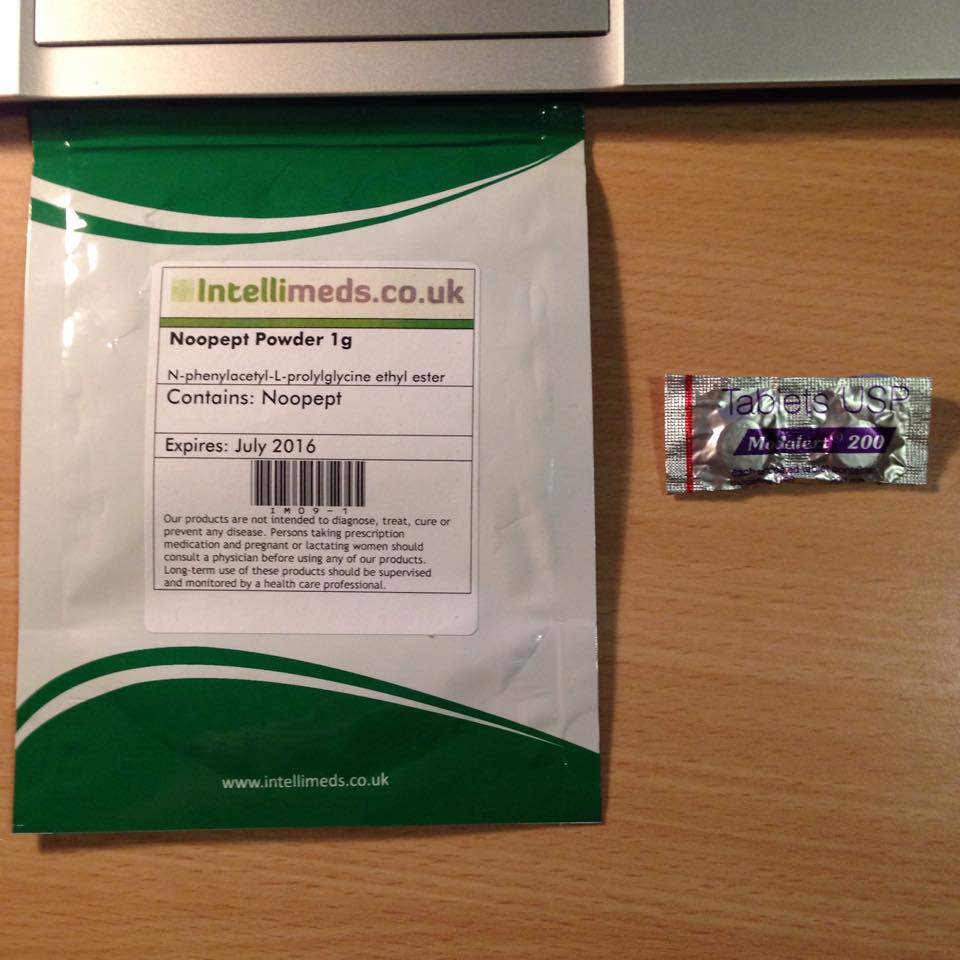 Intellimeds.co.uk
Noopept Powder 1g
N-phenylacetyl-L-prolylglycine ethyl ester
Contains: Noopept
Expires: July 2016
IM09-1
Our products are not intended to diagnose, treat, cure or
prevent any disease. Persons taking prescription
medication and pregnant or lactating women should
consult a physician before using any of our products.
Long-term use of these products should be supervised
and monitored by a health care professional.
www.intellimeds.co.uk
Tablets USP
Modalert® 200